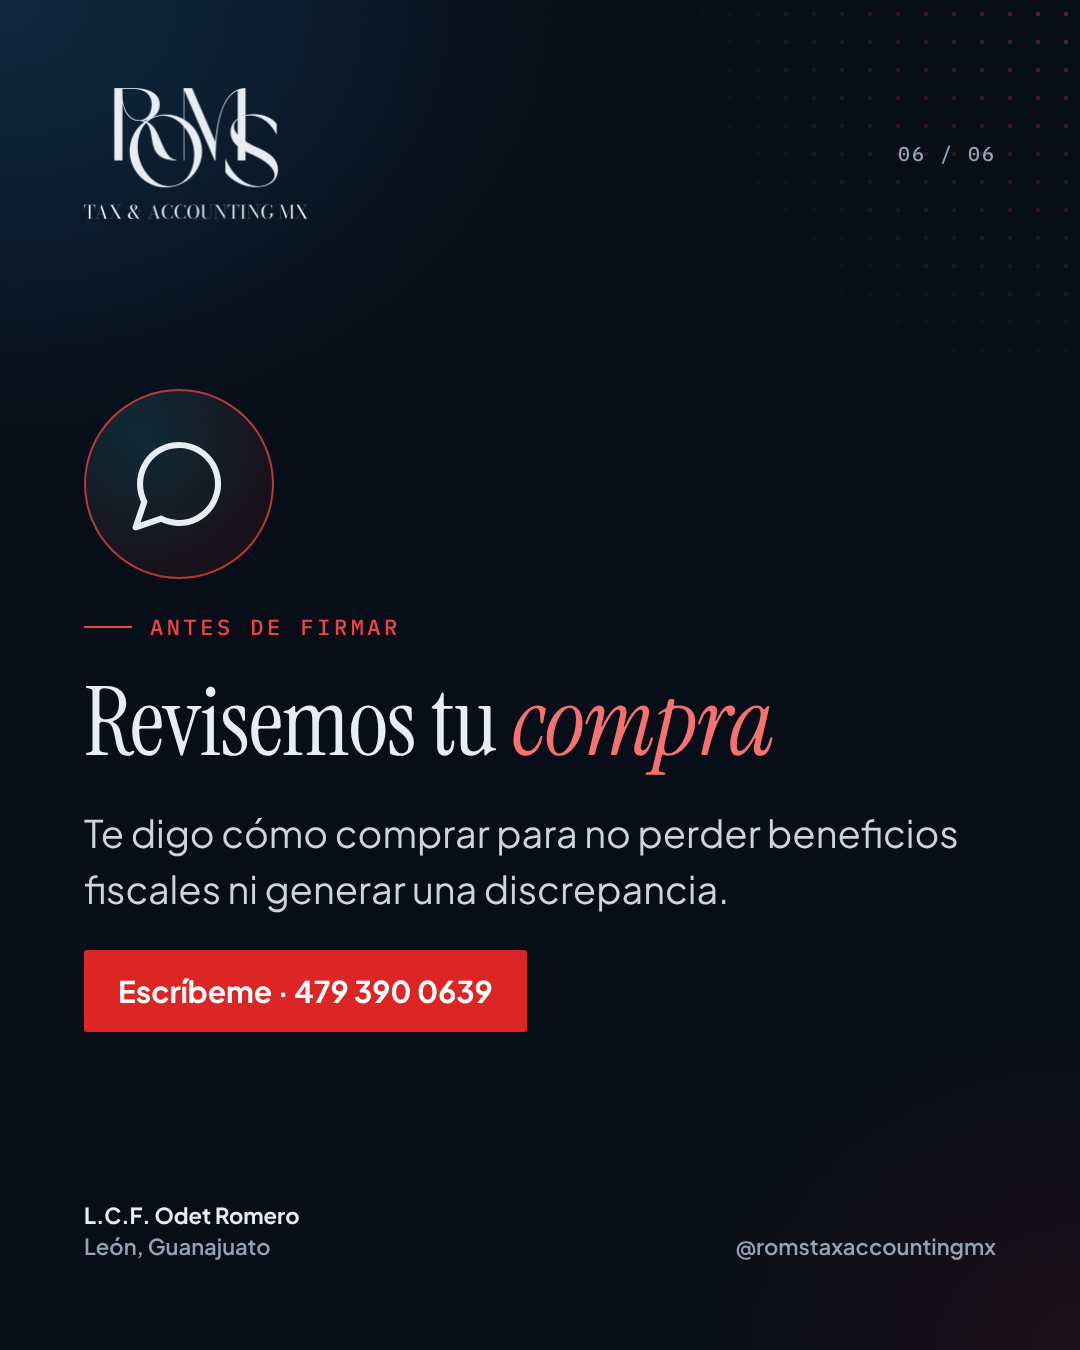 ROMS
TAX & ACCOUNTING MX
06 / 06
ANTES DE FIRMAR
Revisemos tu compra
Te digo cómo comprar para no perder beneficios
fiscales ni generar una discrepancia.
Escríbeme · 479 390 0639
L.C.F. Odet Romero
León, Guanajuato
@romstaxaccountingmx